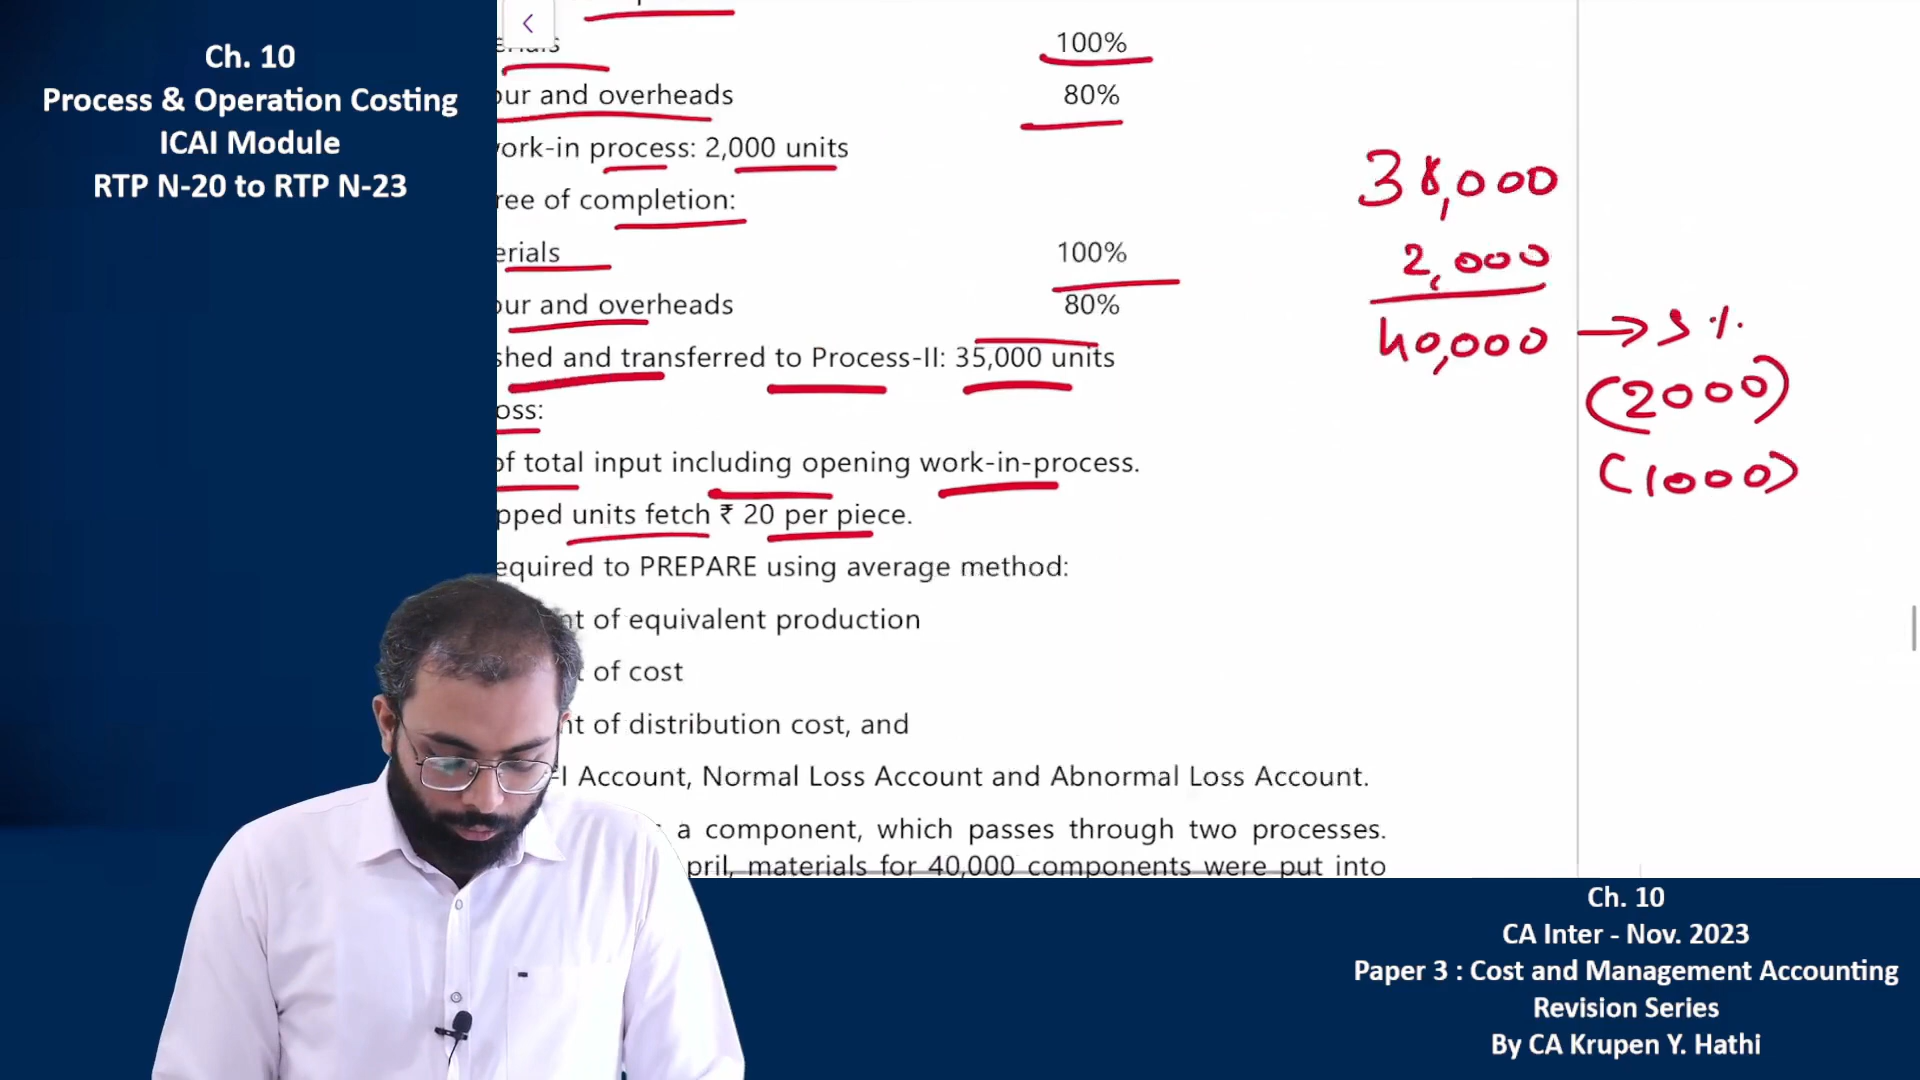 Ch. 10
Process & Operation Costing
ICAI Module
RTP N-20 to RTP N-23
erials 100%
our and overheads 80%
work-in process: 2,000 units
ree of completion:
erials 100%
our and overheads 80%
shed and transferred to Process-II: 35,000 units
oss:
of total input including opening work-in-process.
pped units fetch ₹ 20 per piece.
equired to PREPARE using average method:
nt of equivalent production
t of cost
nt of distribution cost, and
-I Account, Normal Loss Account and Abnormal Loss Account.
a component, which passes through two processes.
pril, materials for 40,000 components were put into
38,000
2,000
40,000 → 5 %.
(2000)
(1000)
Ch. 10
CA Inter - Nov. 2023
Paper 3 : Cost and Management Accounting
Revision Series
By CA Krupen Y. Hathi